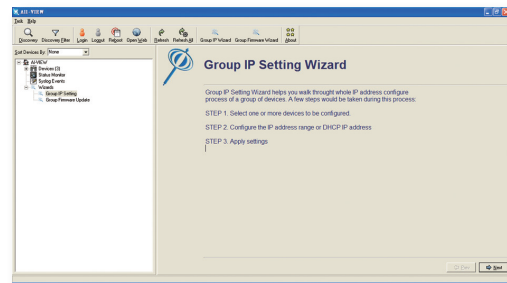 AI-VIEW
Task Help
Discovery Discovery Filter Login Logout Reboot Open Web Refresh Refresh All Group IP Wizard Group Firmware Wizard About
Sort Devices By: None
AI-VIEW
Devices (3)
Status Monitor
Syslog Events
Wizards
Group IP Setting
Group Firmware Update
Group IP Setting Wizard
Group IP Setting Wizard helps you walk throught whole IP address configure
process of a group of devices. A few steps would be taken during this process:
STEP 1. Select one or more devices to be configured.
STEP 2. Configure the IP address range or DHCP IP address
STEP 3. Apply settings
Prev Next